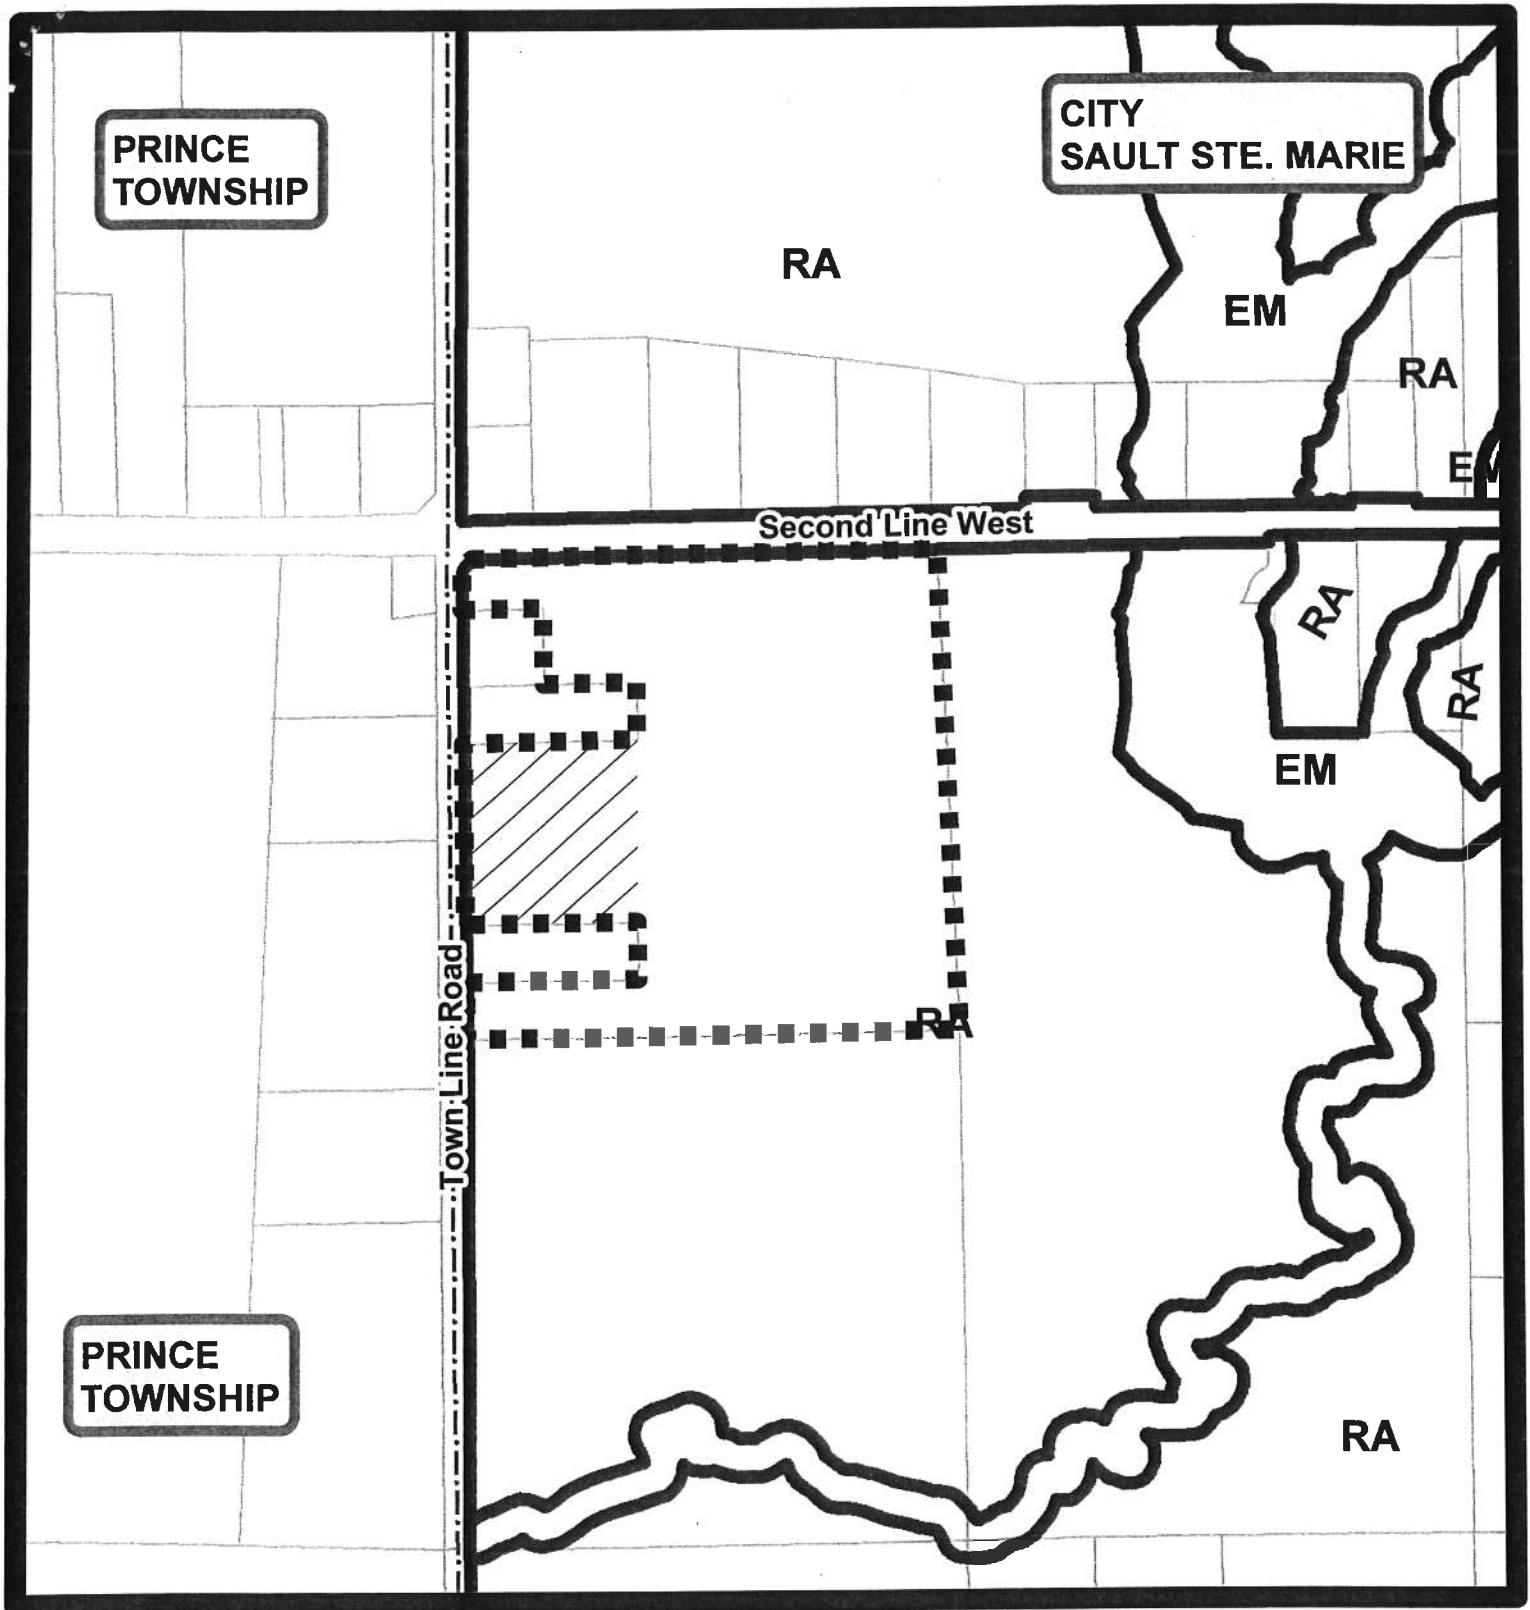 PRINCE
TOWNSHIP
CITY
SAULT STE. MARIE
RA
EM
RA
EM
Second Line West
RA
RA
EM
Town Line Road
RA
PRINCE
TOWNSHIP
RA